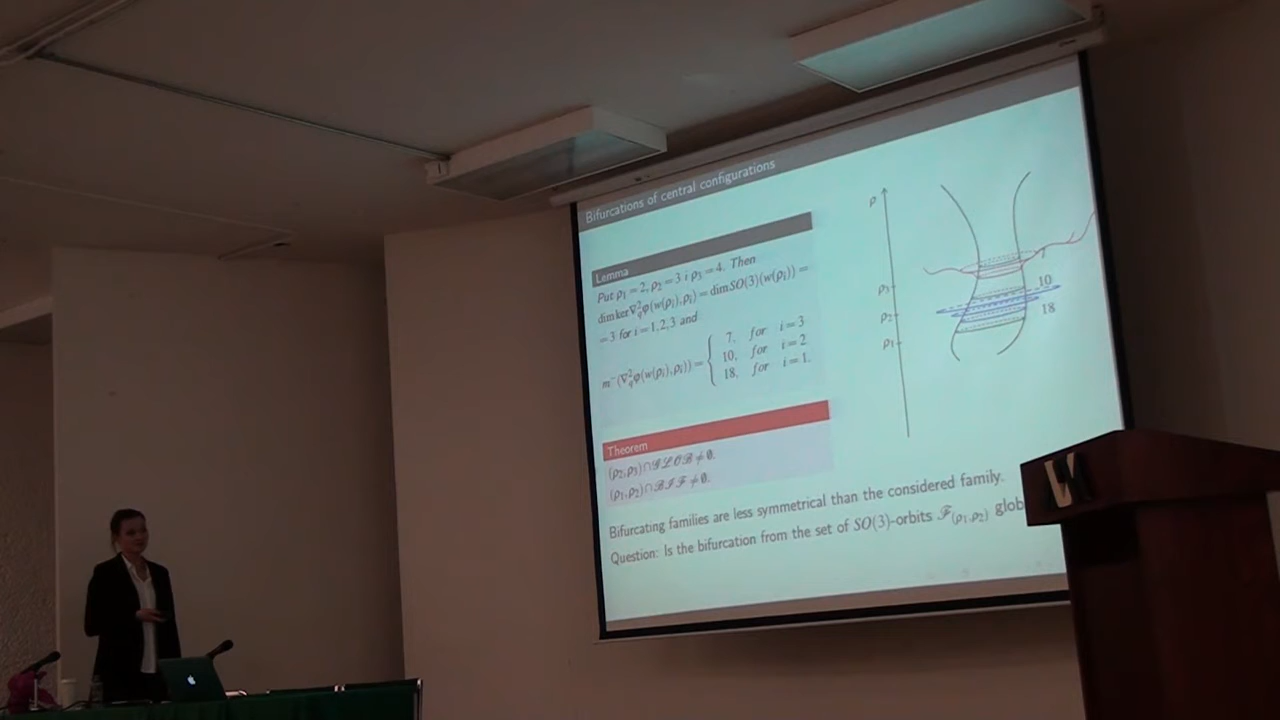 Bifurcations of central configurations
Lemma
Put ρ₁ = 2, ρ₂ = 3 i ρ₃ = 4. Then
dim ker ∇²_q φ(w(ρᵢ), ρᵢ) = dim SO(3)(w(ρᵢ)) =
= 3 for i = 1,2,3 and
m⁻(∇²_q φ(w(ρᵢ), ρᵢ)) = { 7, for i = 3
10, for i = 2
18, for i = 1.
Theorem
(ρ₂, ρ₃) ∩ 𝒢ℒ𝒪ℬ ≠ ∅.
(ρ₁, ρ₂) ∩ ℬℐℱ ≠ ∅.
Bifurcating families are less symmetrical than the considered family.
Question: Is the bifurcation from the set of SO(3)-orbits ℱ_(ρ₁,ρ₂) glob
ρ
ρ₃
ρ₂
ρ₁
7
10
18